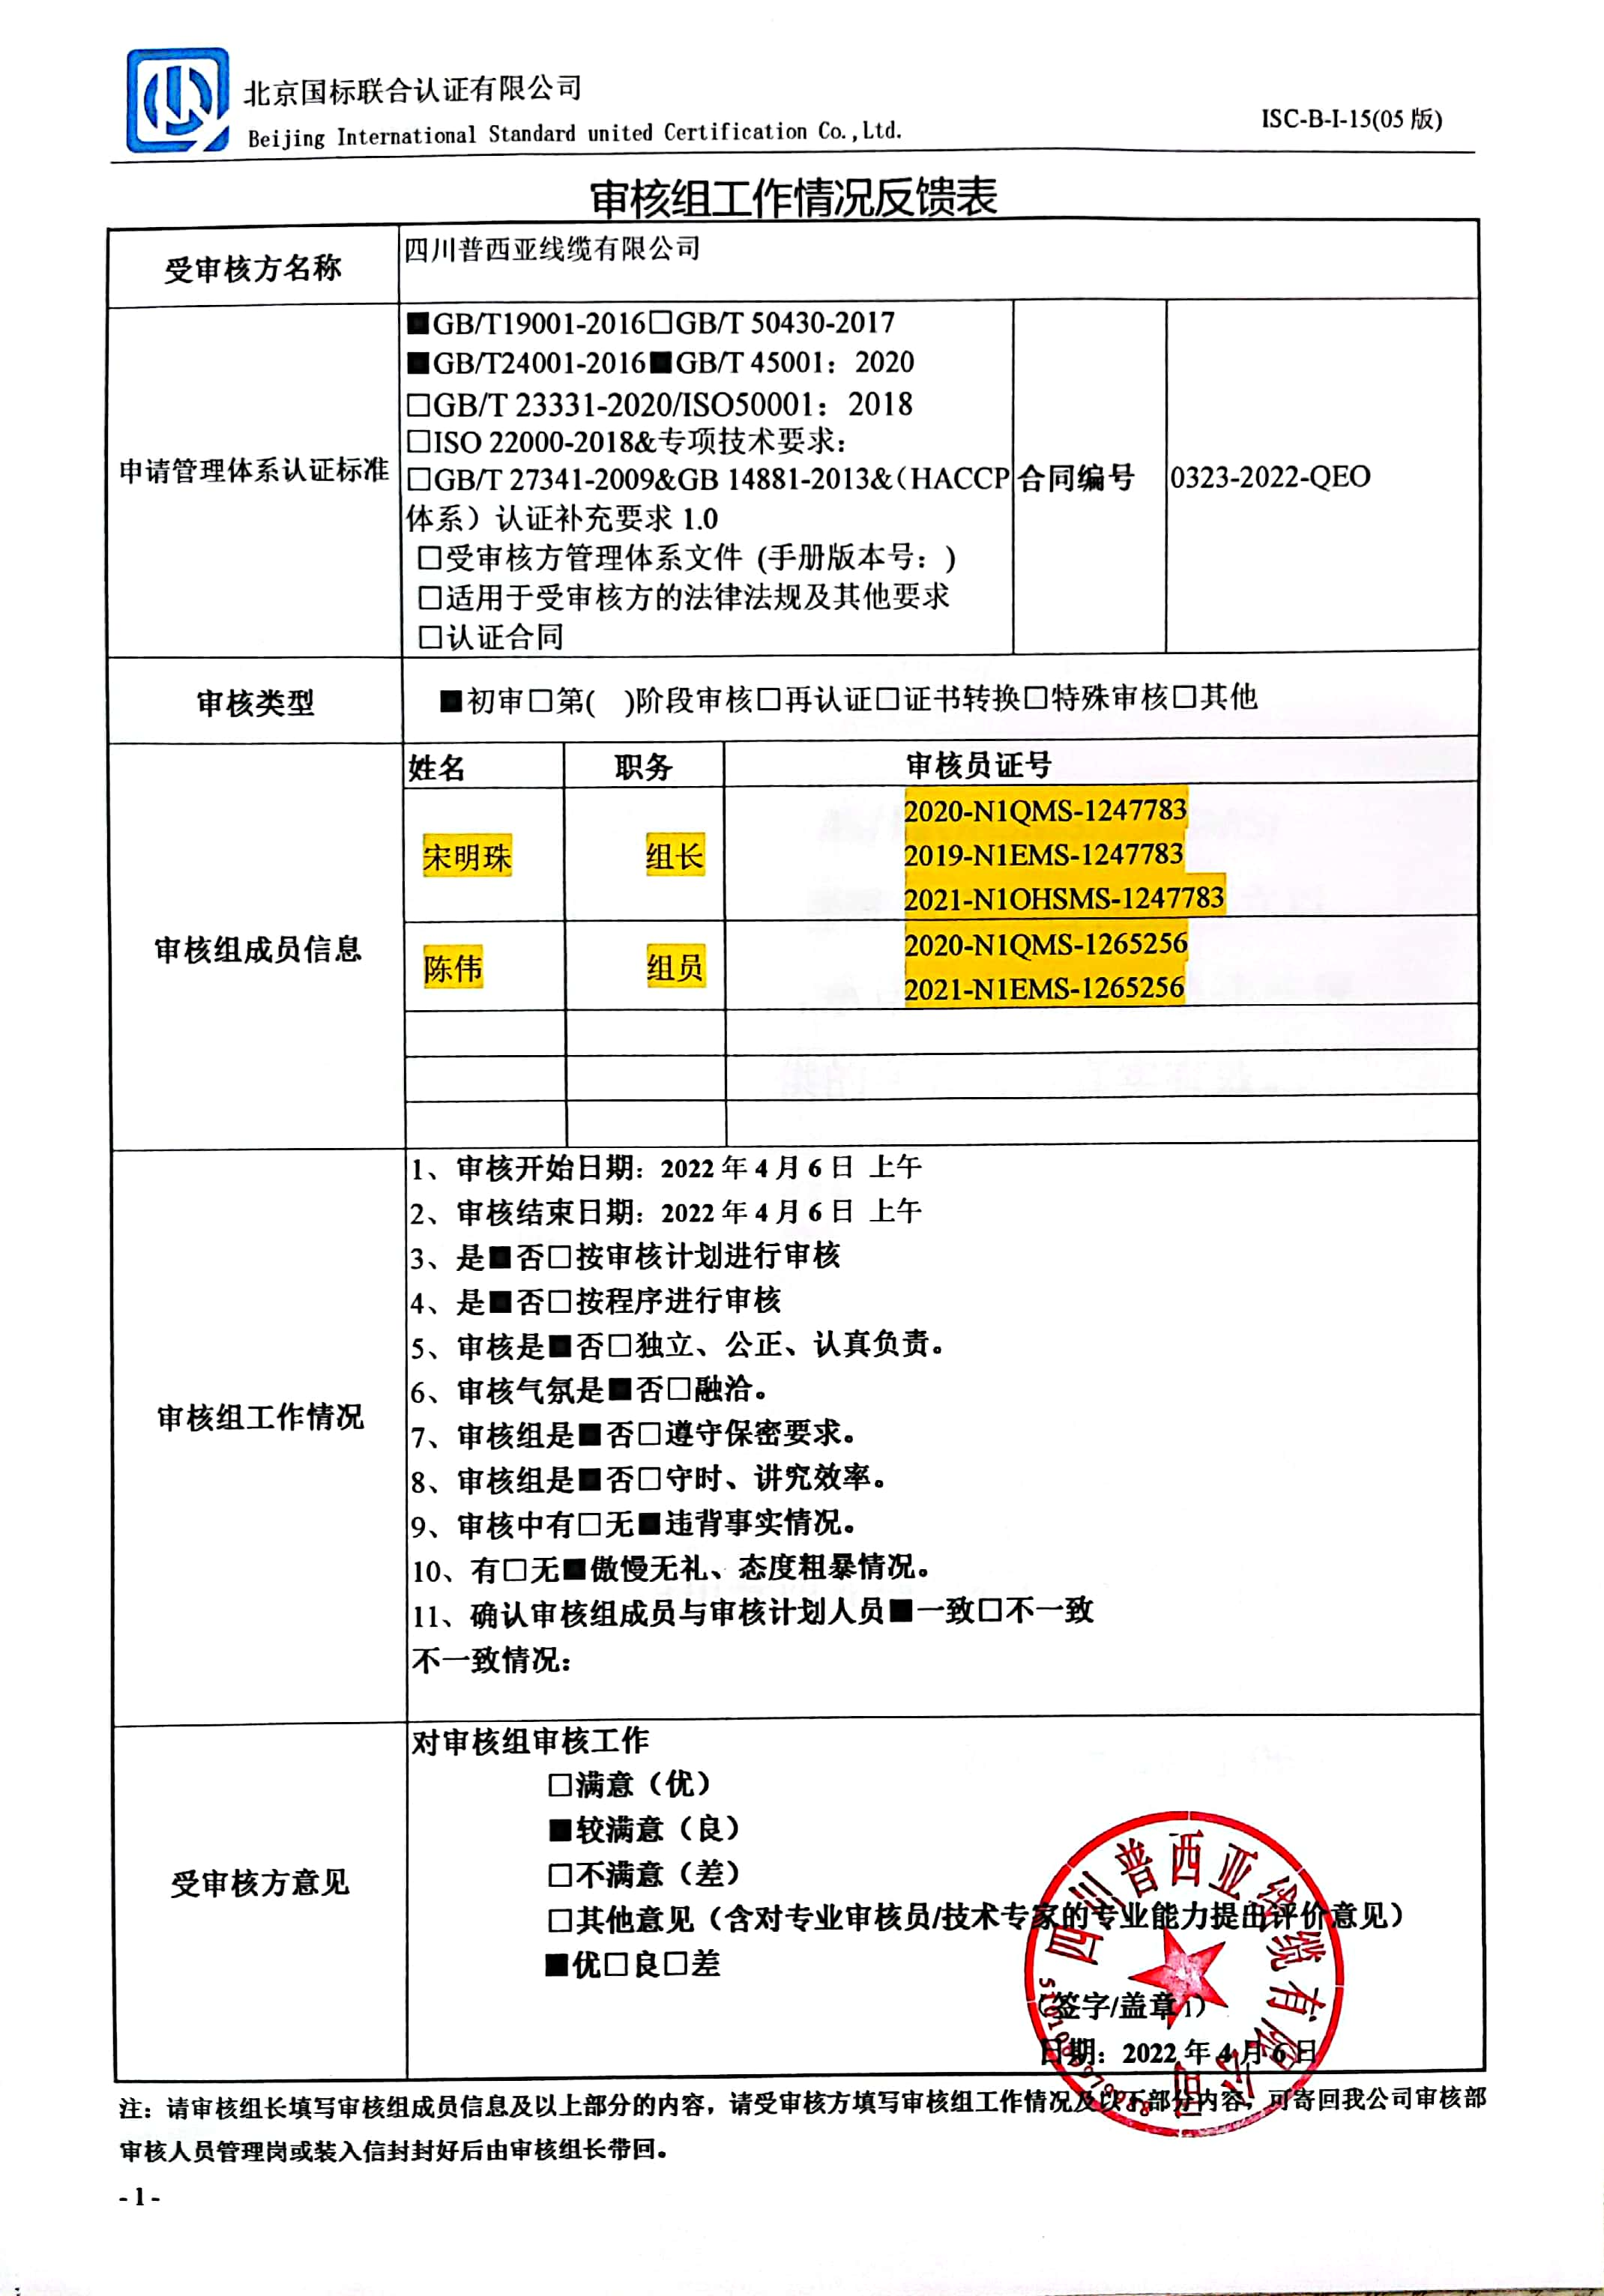 北京国标联合认证有限公司
Beijing International Standard united Certification Co.,Ltd.
ISC-B-I-15(05 版)
审核组工作情况反馈表
受审核方名称
四川普西亚线缆有限公司
申请管理体系认证标准
■GB/T19001-2016□GB/T 50430-2017
■GB/T24001-2016■GB/T 45001：2020
□GB/T 23331-2020/ISO50001：2018
□ISO 22000-2018&专项技术要求:
□GB/T 27341-2009&GB 14881-2013&（HACCP
体系）认证补充要求 1.0
□受审核方管理体系文件 (手册版本号：)
□适用于受审核方的法律法规及其他要求
□认证合同
合同编号
0323-2022-QEO
审核类型
■初审□第( )阶段审核□再认证□证书转换□特殊审核□其他
审核组成员信息
姓名 职务 审核员证号
宋明珠 组长
2020-N1QMS-1247783
2019-N1EMS-1247783
2021-N1OHSMS-1247783
陈伟 组员
2020-N1QMS-1265256
2021-N1EMS-1265256
审核组工作情况
1、审核开始日期：2022 年 4 月 6 日 上午
2、审核结束日期：2022 年 4 月 6 日 上午
3、是■否□按审核计划进行审核
4、是■否□按程序进行审核
5、审核是■否□独立、公正、认真负责。
6、审核气氛是■否□融洽。
7、审核组是■否□遵守保密要求。
8、审核组是■否□守时、讲究效率。
9、审核中有□无■违背事实情况。
10、有□无■傲慢无礼、态度粗暴情况。
11、确认审核组成员与审核计划人员■一致□不一致
不一致情况：
受审核方意见
对审核组审核工作
□满意（优）
■较满意（良）
□不满意（差）
□其他意见（含对专业审核员/技术专家的专业能力提出评价意见）
■优□良□差
（签字/盖章）
日期：2022 年 4 月 6 日
四川普西亚线缆有限公司
注：请审核组长填写审核组成员信息及以上部分的内容，请受审核方填写审核组工作情况及以下部分内容，可寄回我公司审核部
审核人员管理岗或装入信封封好后由审核组长带回。
- 1 -